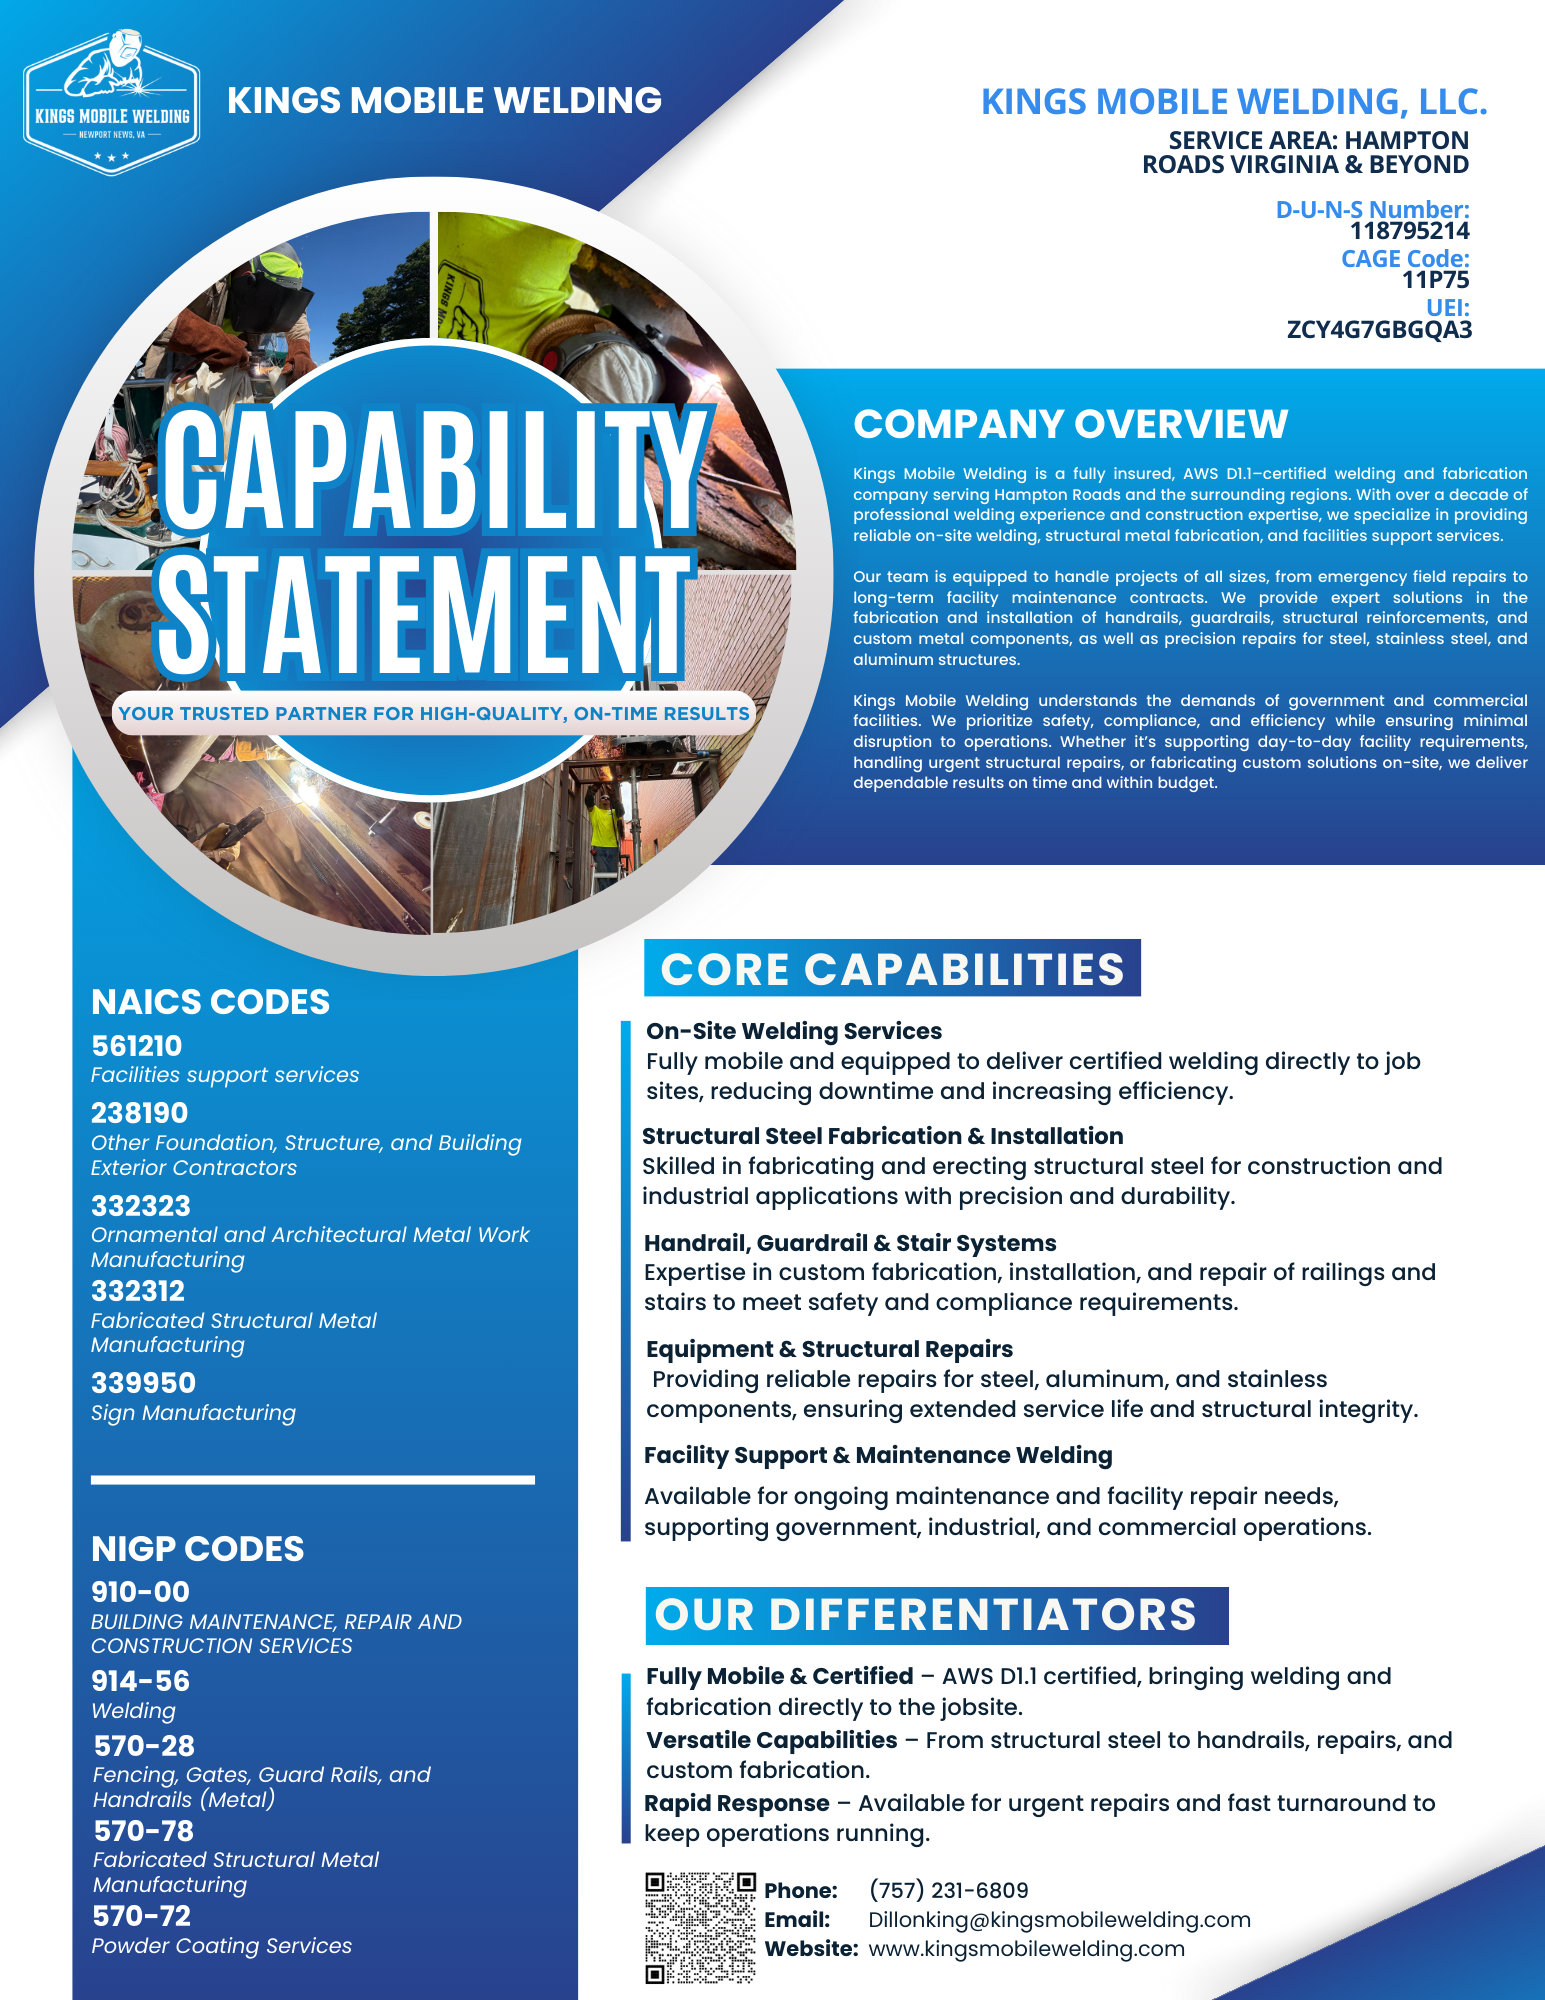 KINGS MOBILE WELDING
NEWPORT NEWS, VA
KINGS MOBILE WELDING
KINGS MOBILE WELDING, LLC.
SERVICE AREA: HAMPTON
ROADS VIRGINIA & BEYOND
D-U-N-S Number:
118795214
CAGE Code:
11P75
UEI:
ZCY4G7GBGQA3
KINGS
CAPABILITY
STATEMENT
YOUR TRUSTED PARTNER FOR HIGH-QUALITY, ON-TIME RESULTS
COMPANY OVERVIEW
Kings Mobile Welding is a fully insured, AWS D1.1–certified welding and fabrication
company serving Hampton Roads and the surrounding regions. With over a decade of
professional welding experience and construction expertise, we specialize in providing
reliable on-site welding, structural metal fabrication, and facilities support services.
Our team is equipped to handle projects of all sizes, from emergency field repairs to
long-term facility maintenance contracts. We provide expert solutions in the
fabrication and installation of handrails, guardrails, structural reinforcements, and
custom metal components, as well as precision repairs for steel, stainless steel, and
aluminum structures.
Kings Mobile Welding understands the demands of government and commercial
facilities. We prioritize safety, compliance, and efficiency while ensuring minimal
disruption to operations. Whether it’s supporting day-to-day facility requirements,
handling urgent structural repairs, or fabricating custom solutions on-site, we deliver
dependable results on time and within budget.
NAICS CODES
561210
Facilities support services
238190
Other Foundation, Structure, and Building
Exterior Contractors
332323
Ornamental and Architectural Metal Work
Manufacturing
332312
Fabricated Structural Metal
Manufacturing
339950
Sign Manufacturing
NIGP CODES
910-00
BUILDING MAINTENANCE, REPAIR AND
CONSTRUCTION SERVICES
914-56
Welding
570-28
Fencing, Gates, Guard Rails, and
Handrails (Metal)
570-78
Fabricated Structural Metal
Manufacturing
570-72
Powder Coating Services
CORE CAPABILITIES
On-Site Welding Services
Fully mobile and equipped to deliver certified welding directly to job
sites, reducing downtime and increasing efficiency.
Structural Steel Fabrication & Installation
Skilled in fabricating and erecting structural steel for construction and
industrial applications with precision and durability.
Handrail, Guardrail & Stair Systems
Expertise in custom fabrication, installation, and repair of railings and
stairs to meet safety and compliance requirements.
Equipment & Structural Repairs
Providing reliable repairs for steel, aluminum, and stainless
components, ensuring extended service life and structural integrity.
Facility Support & Maintenance Welding
Available for ongoing maintenance and facility repair needs,
supporting government, industrial, and commercial operations.
OUR DIFFERENTIATORS
Fully Mobile & Certified – AWS D1.1 certified, bringing welding and
fabrication directly to the jobsite.
Versatile Capabilities – From structural steel to handrails, repairs, and
custom fabrication.
Rapid Response – Available for urgent repairs and fast turnaround to
keep operations running.
Phone: (757) 231-6809
Email: Dillonking@kingsmobilewelding.com
Website: www.kingsmobilewelding.com